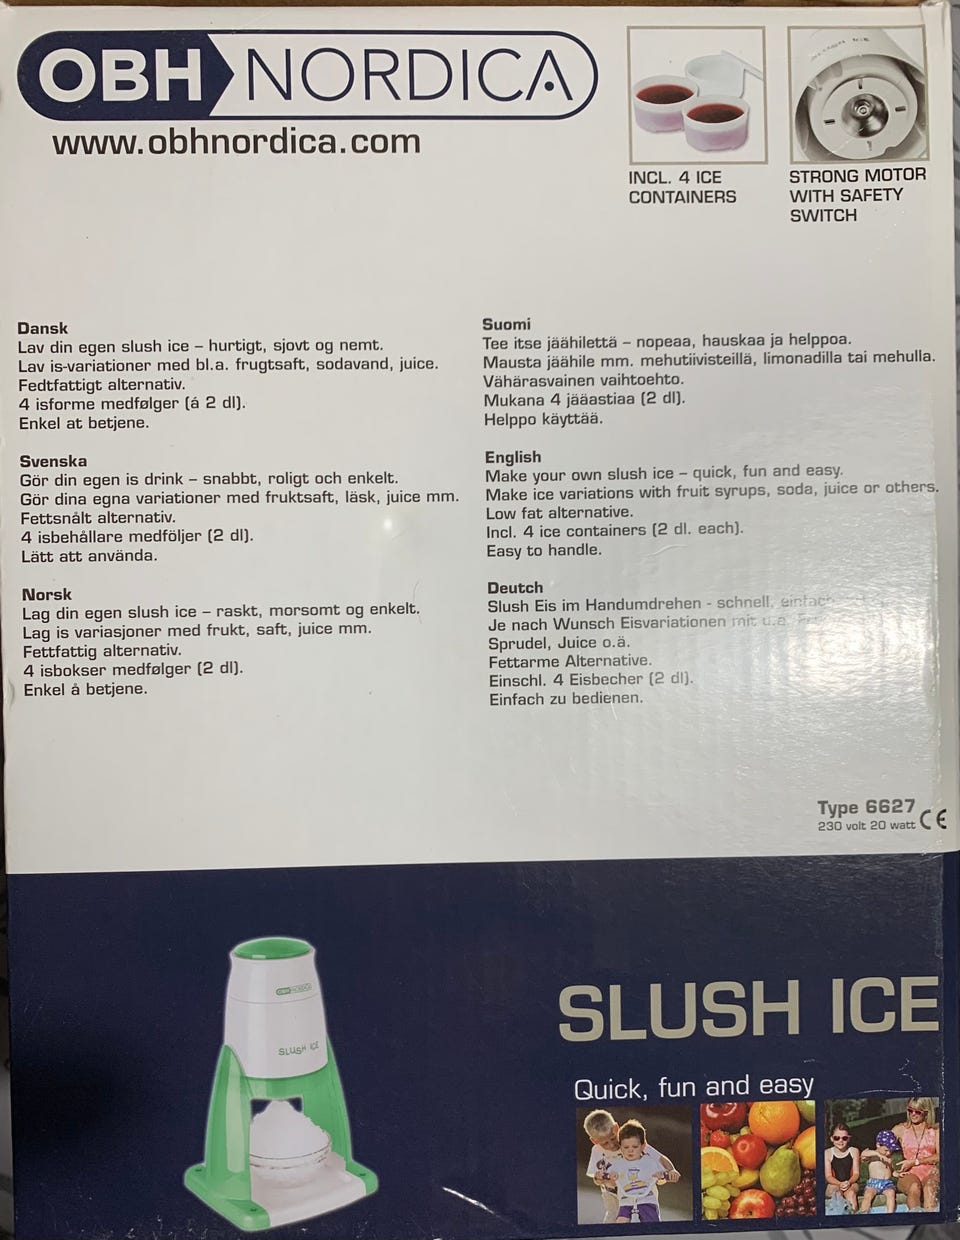 OBH NORDICA
www.obhnordica.com
INCL. 4 ICE
CONTAINERS
STRONG MOTOR
WITH SAFETY
SWITCH
Dansk
Lav din egen slush ice – hurtigt, sjovt og nemt.
Lav is-variationer med bl.a. frugtsaft, sodavand, juice.
Fedtfattigt alternativ.
4 isforme medfølger (á 2 dl).
Enkel at betjene.
Svenska
Gör din egen is drink – snabbt, roligt och enkelt.
Gör dina egna variationer med fruktsaft, läsk, juice mm.
Fettsnålt alternativ.
4 isbehållare medföljer (2 dl).
Lätt att använda.
Norsk
Lag din egen slush ice – raskt, morsomt og enkelt.
Lag is variasjoner med frukt, saft, juice mm.
Fettfattig alternativ.
4 isbokser medfølger (2 dl).
Enkel å betjene.
Suomi
Tee itse jäähilettä – nopeaa, hauskaa ja helppoa.
Mausta jäähile mm. mehutiivisteillä, limonadilla tai mehulla.
Vähärasvainen vaihtoehto.
Mukana 4 jääastiaa (2 dl).
Helppo käyttää.
English
Make your own slush ice – quick, fun and easy.
Make ice variations with fruit syrups, soda, juice or others.
Low fat alternative.
Incl. 4 ice containers (2 dl. each).
Easy to handle.
Deutch
Slush Eis im Handumdrehen - schnell, einfach
Je nach Wunsch Eisvariationen mit u.a.
Sprudel, Juice o.ä.
Fettarme Alternative.
Einschl. 4 Eisbecher (2 dl).
Einfach zu bedienen.
Type 6627
230 volt 20 watt CE
OBH NORDICA
SLUSH ICE
SLUSH ICE
Quick, fun and easy